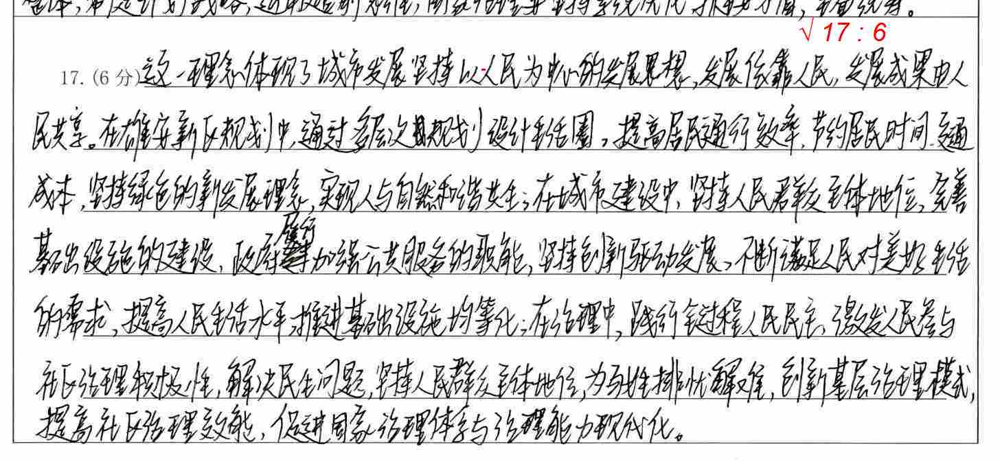 √ 17 : 6
17. (6 分) 这一理念体现了城市发展坚持以人民为中心的发展思想,发展依靠人民,发展成果由人
民共享。在雄安新区规划中,通过多层次规划设计生活圈,提高居民通行效率,节约居民时间、交通
成本,坚持绿色的新发展理念,实现人与自然和谐共生;在城市建设中,坚持人民群众主体地位,完善
基础设施的建设,政府履行加强公共服务的职能,坚持创新驱动发展,不断满足人民对美好生活
的需求,提高人民生活水平,推进基础设施均等化;在治理中,践行全过程人民民主,激发人民参与
社区治理积极性,解决民生问题,坚持人民群众主体地位,为百姓排忧解难,创新基层治理模式,
提高社区治理效能,促进国家治理体系与治理能力现代化。